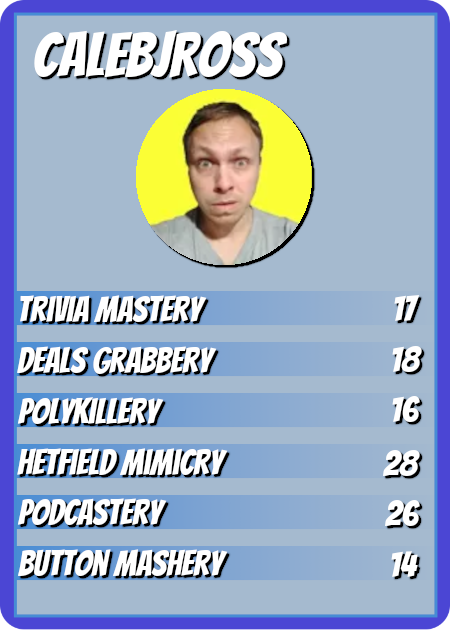 CALEBJROSS
TRIVIA MASTERY 17
DEALS GRABBERY 18
POLYKILLERY 16
HETFIELD MIMICRY 28
PODCASTERY 26
BUTTON MASHERY 14